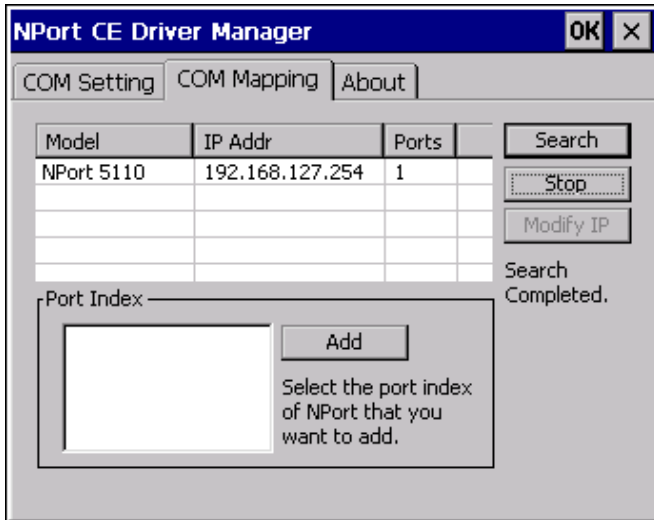 NPort CE Driver Manager OK ×
COM Setting COM Mapping About
Model IP Addr Ports
NPort 5110 192.168.127.254 1
Search
Stop
Modify IP
Search
Completed.
Port Index
Add
Select the port index
of NPort that you
want to add.